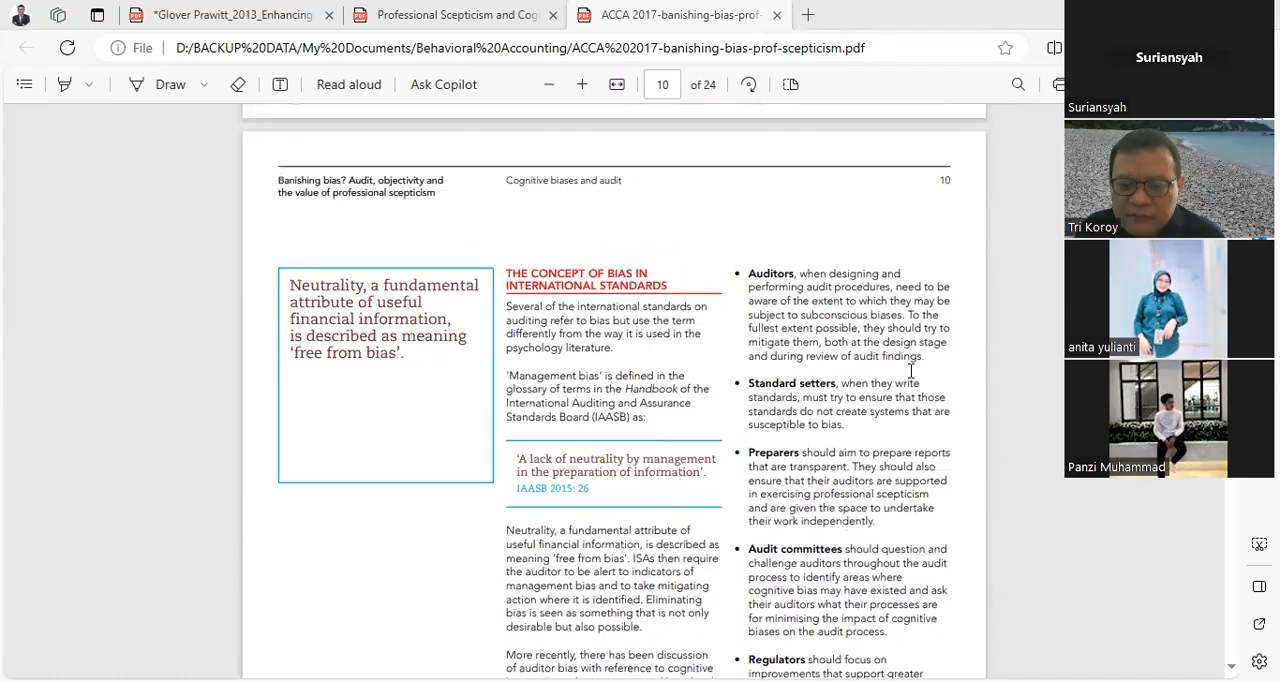 *Glover Prawitt_2013_Enhancing
Professional Scepticism and Cog
ACCA 2017-banishing-bias-prof-
File
D:/BACKUP%20DATA/My%20Documents/Behavioral%20Accounting/ACCA%202017-banishing-bias-prof-scepticism.pdf
Draw
Read aloud
Ask Copilot
10
of 24
Banishing bias? Audit, objectivity and
the value of professional scepticism
Cognitive biases and audit
10
Neutrality, a fundamental
attribute of useful
financial information,
is described as meaning
‘free from bias’.
THE CONCEPT OF BIAS IN
INTERNATIONAL STANDARDS
Several of the international standards on
auditing refer to bias but use the term
differently from the way it is used in the
psychology literature.
‘Management bias’ is defined in the
glossary of terms in the Handbook of the
International Auditing and Assurance
Standards Board (IAASB) as:
‘A lack of neutrality by management
in the preparation of information’.
IAASB 2015: 26
Neutrality, a fundamental attribute of
useful financial information, is described as
meaning ‘free from bias’. ISAs then require
the auditor to be alert to indicators of
management bias and to take mitigating
action where it is identified. Eliminating
bias is seen as something that is not only
desirable but also possible.
More recently, there has been discussion
of auditor bias with reference to cognitive
• Auditors, when designing and
performing audit procedures, need to be
aware of the extent to which they may be
subject to subconscious biases. To the
fullest extent possible, they should try to
mitigate them, both at the design stage
and during review of audit findings.
• Standard setters, when they write
standards, must try to ensure that those
standards do not create systems that are
susceptible to bias.
• Preparers should aim to prepare reports
that are transparent. They should also
ensure that their auditors are supported
in exercising professional scepticism
and are given the space to undertake
their work independently.
• Audit committees should question and
challenge auditors throughout the audit
process to identify areas where
cognitive bias may have existed and ask
their auditors what their processes are
for minimising the impact of cognitive
biases on the audit process.
• Regulators should focus on
improvements that support greater
Suriansyah
Suriansyah
Tri Koroy
anita yulianti
Panzi Muhammad